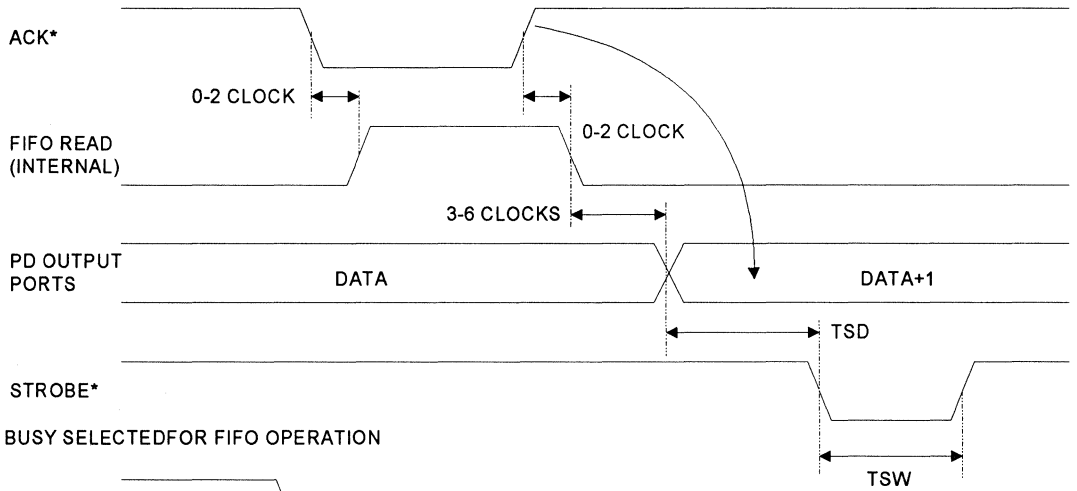 ACK*
0-2 CLOCK
0-2 CLOCK
FIFO READ
(INTERNAL)
3-6 CLOCKS
PD OUTPUT
PORTS
DATA
DATA+1
TSD
STROBE*
BUSY SELECTEDFOR FIFO OPERATION
TSW